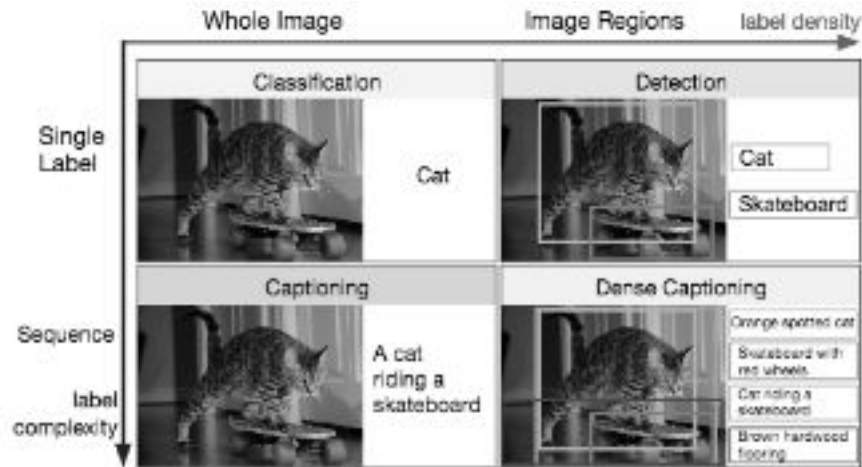 Whole Image
Image Regions
label density
Classification
Detection
Single
Label
Cat
Cat
Skateboard
Captioning
Dense Captioning
Sequence
label
complexity
A cat
riding a
skateboard
Orange spotted cat
Skateboard with
red wheels
Cat riding a
skateboard
Brown hardwood
flooring